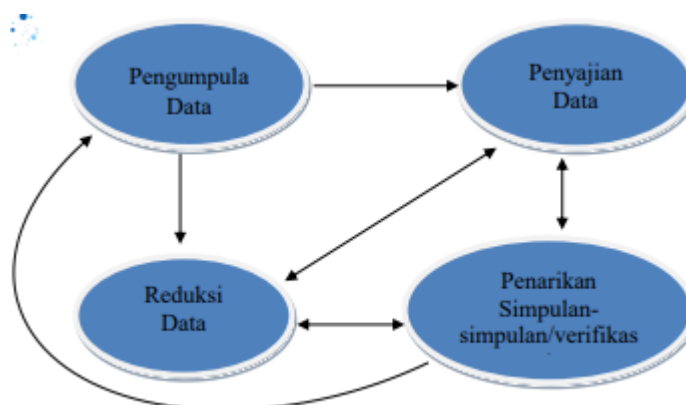 Pengumpula
Data
Penyajian
Data
Reduksi
Data
Penarikan
Simpulan-
simpulan/verifikas